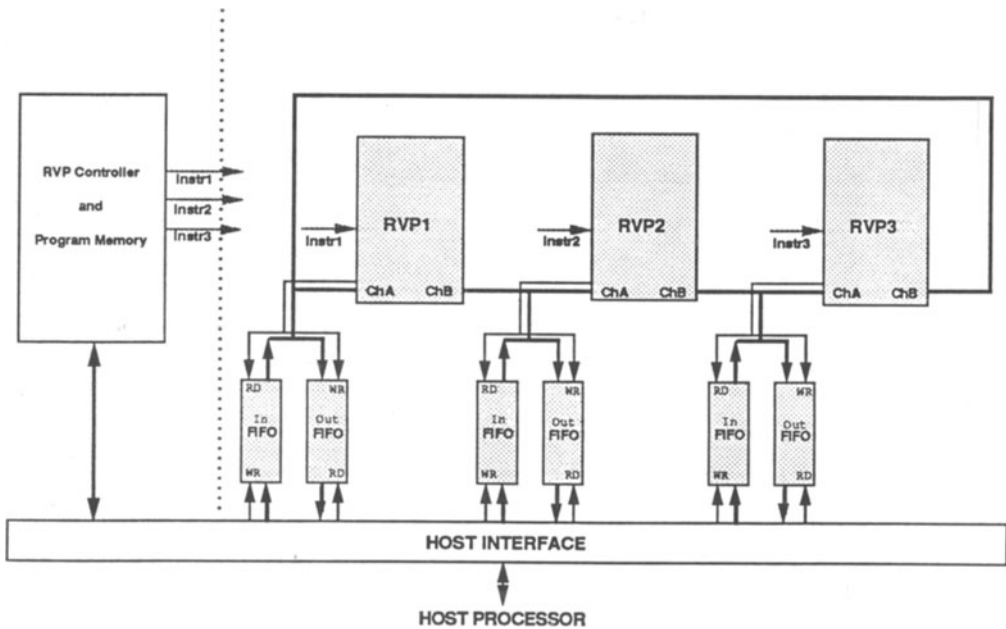 RVP Controller
and
Program Memory
Instr1
Instr2
Instr3
Instr1
RVP1
ChA ChB
Instr2
RVP2
ChA ChB
Instr3
RVP3
ChA ChB
RD
In
FIFO
WR
WR
Out
FIFO
RD
RD
In
FIFO
WR
WR
Out
FIFO
RD
RD
In
FIFO
WR
WR
Out
FIFO
RD
HOST INTERFACE
HOST PROCESSOR